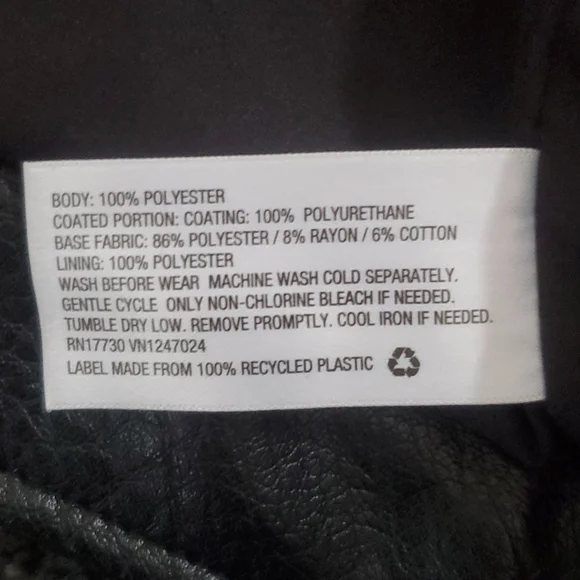 BODY: 100% POLYESTER
COATED PORTION: COATING: 100% POLYURETHANE
BASE FABRIC: 86% POLYESTER / 8% RAYON / 6% COTTON
LINING: 100% POLYESTER
WASH BEFORE WEAR MACHINE WASH COLD SEPARATELY.
GENTLE CYCLE ONLY NON-CHLORINE BLEACH IF NEEDED.
TUMBLE DRY LOW. REMOVE PROMPTLY. COOL IRON IF NEEDED.
RN17730 VN1247024
LABEL MADE FROM 100% RECYCLED PLASTIC